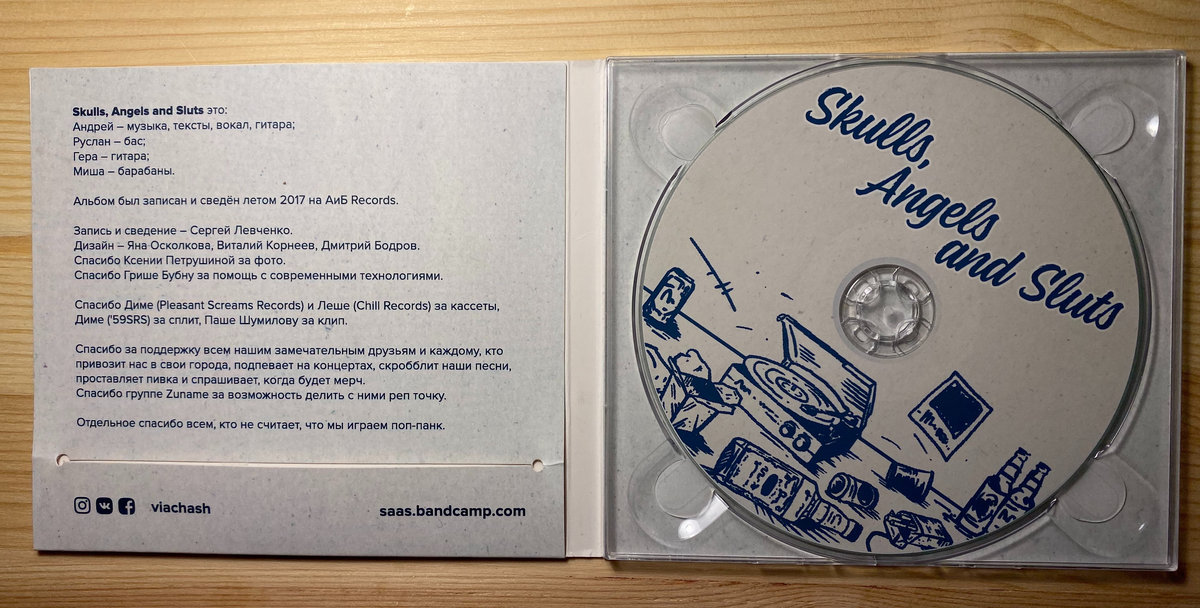 Skulls, Angels and Sluts это:
Андрей – музыка, тексты, вокал, гитара;
Руслан – бас;
Гера – гитара;
Миша – барабаны.
Альбом был записан и сведён летом 2017 на АиБ Records.
Запись и сведение – Сергей Левченко.
Дизайн – Яна Осколкова, Виталий Корнеев, Дмитрий Бодров.
Спасибо Ксении Петрушиной за фото.
Спасибо Грише Бубну за помощь с современными технологиями.
Спасибо Диме (Pleasant Screams Records) и Леше (Chill Records) за кассеты,
Диме ('59SRS) за сплит, Паше Шумилову за клип.
Спасибо за поддержку всем нашим замечательным друзьям и каждому, кто
привозит нас в свои города, подпевает на концертах, скробблит наши песни,
проставляет пивка и спрашивает, когда будет мерч.
Спасибо группе Zuname за возможность делить с ними реп точку.
Отдельное спасибо всем, кто не считает, что мы играем поп-панк.
viachash
saas.bandcamp.com
Skulls,
Angels
and Sluts